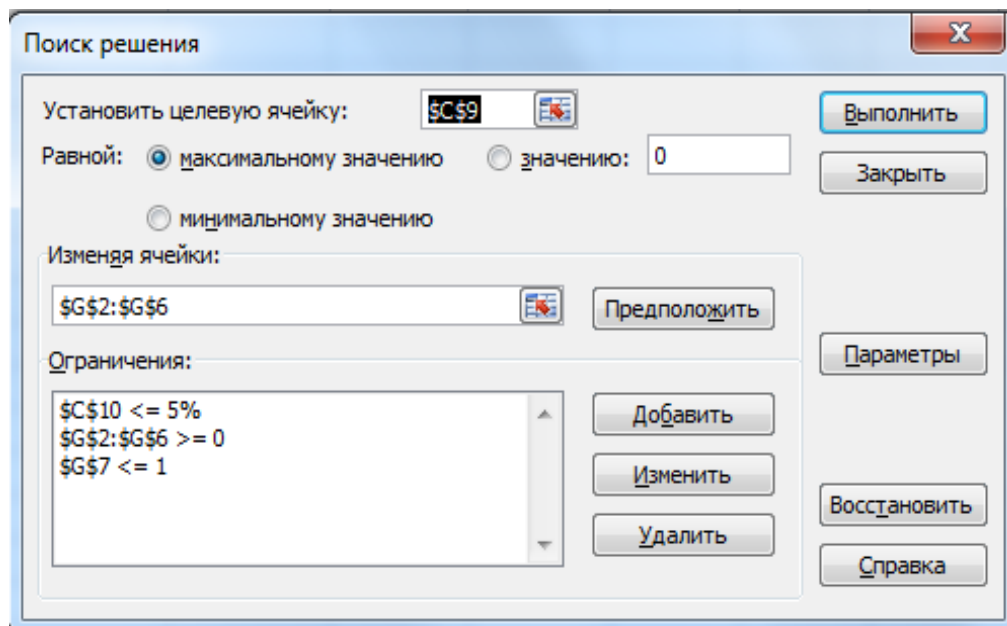 Поиск решения
Установить целевую ячейку: $C$9
Выполнить
Равной: максимальному значению значению: 0
Закрыть
минимальному значению
Изменяя ячейки:
$G$2:$G$6
Предположить
Ограничения:
Параметры
$C$10 <= 5%
$G$2:$G$6 >= 0
$G$7 <= 1
Добавить
Изменить
Удалить
Восстановить
Справка